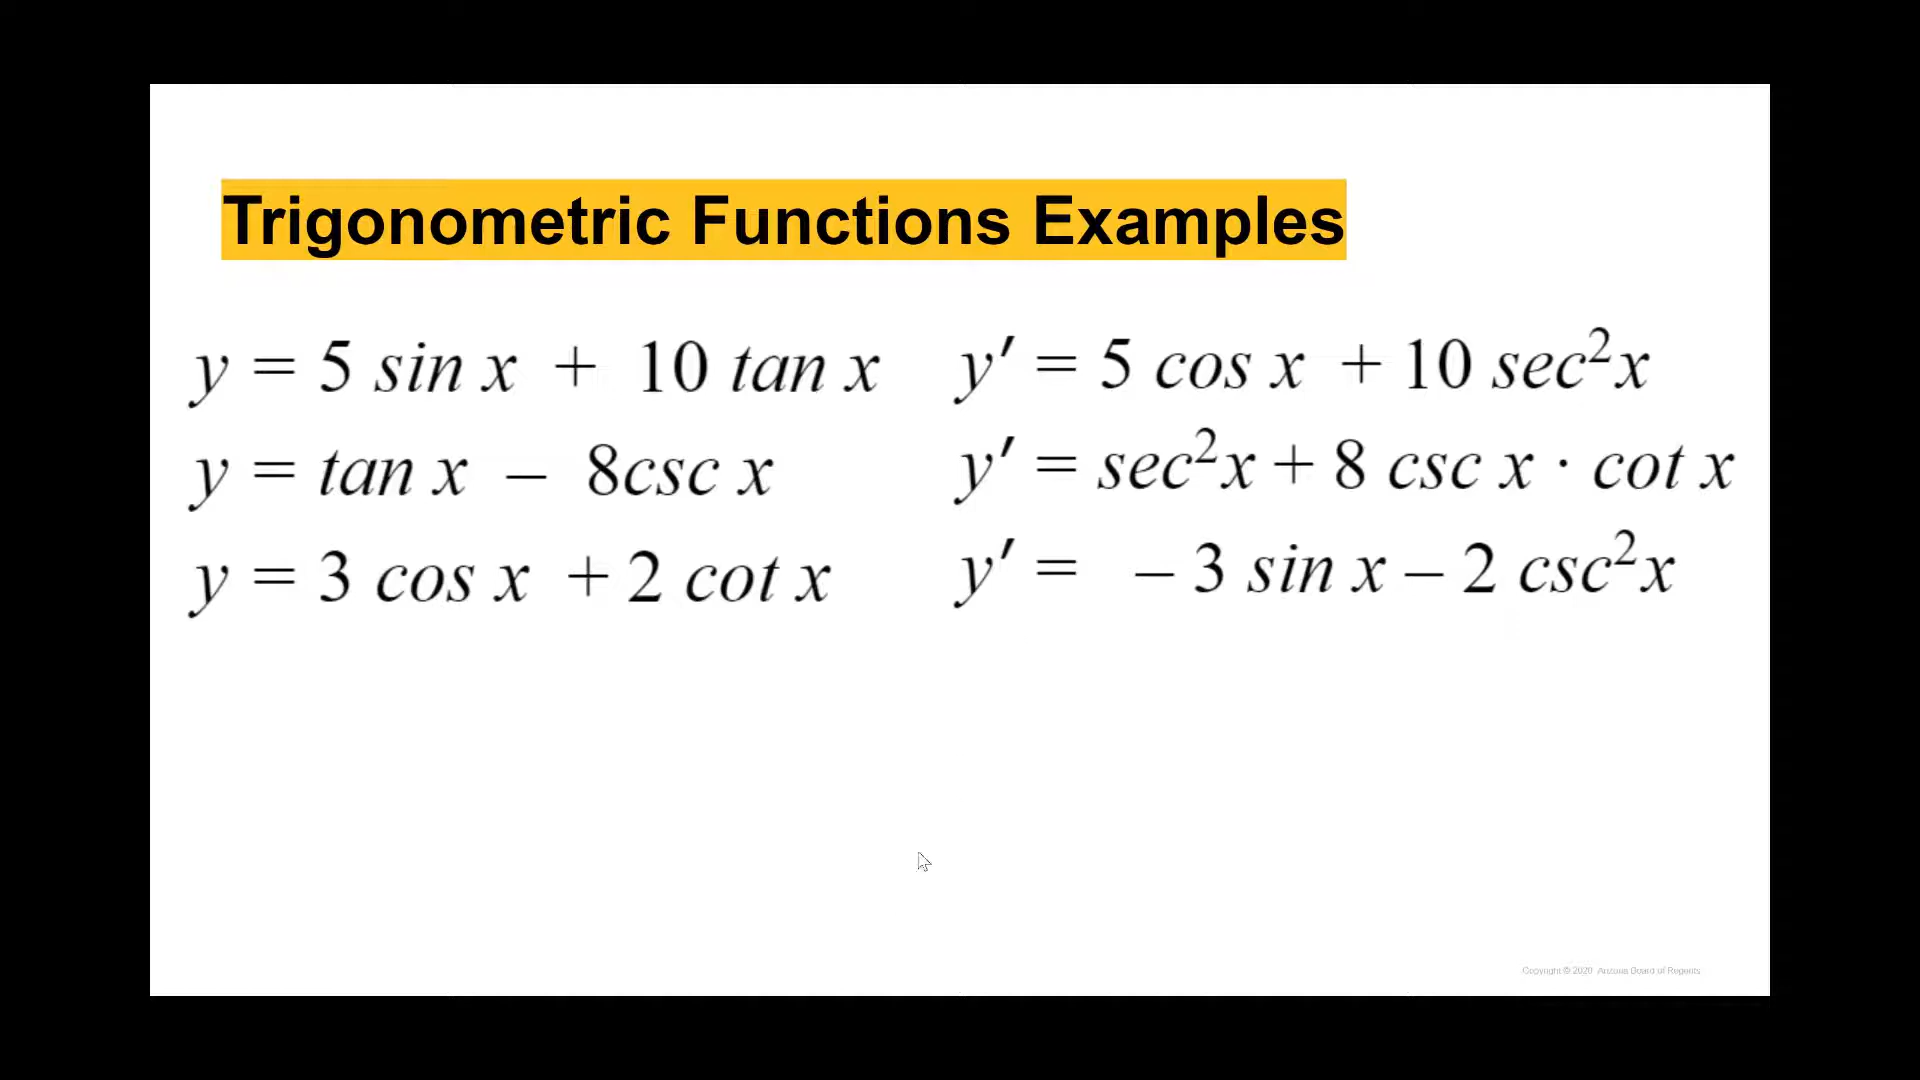 Trigonometric Functions Examples
y = 5 sin x + 10 tan x y′ = 5 cos x + 10 sec²x
y = tan x – 8csc x y′ = sec²x + 8 csc x · cot x
y = 3 cos x + 2 cot x y′ = – 3 sin x – 2 csc²x
Copyright © 2020 Arizona Board of Regents